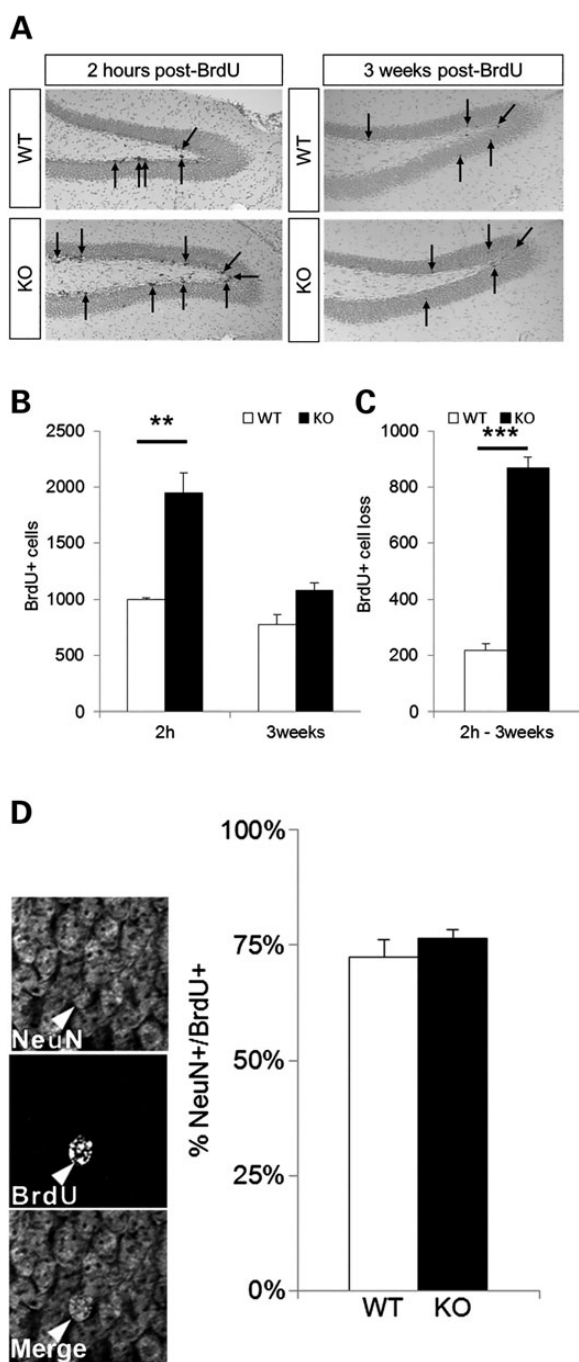 A
2 hours post-BrdU
3 weeks post-BrdU
WT
KO
B
**
WT KO
2500
2000
1500
1000
500
0
BrdU+ cells
2h
3weeks
C
WT KO
***
1000
800
600
400
200
0
BrdU+ cell loss
2h - 3weeks
D
NeuN
BrdU
Merge
% NeuN+/BrdU+
100%
75%
50%
25%
0%
WT KO